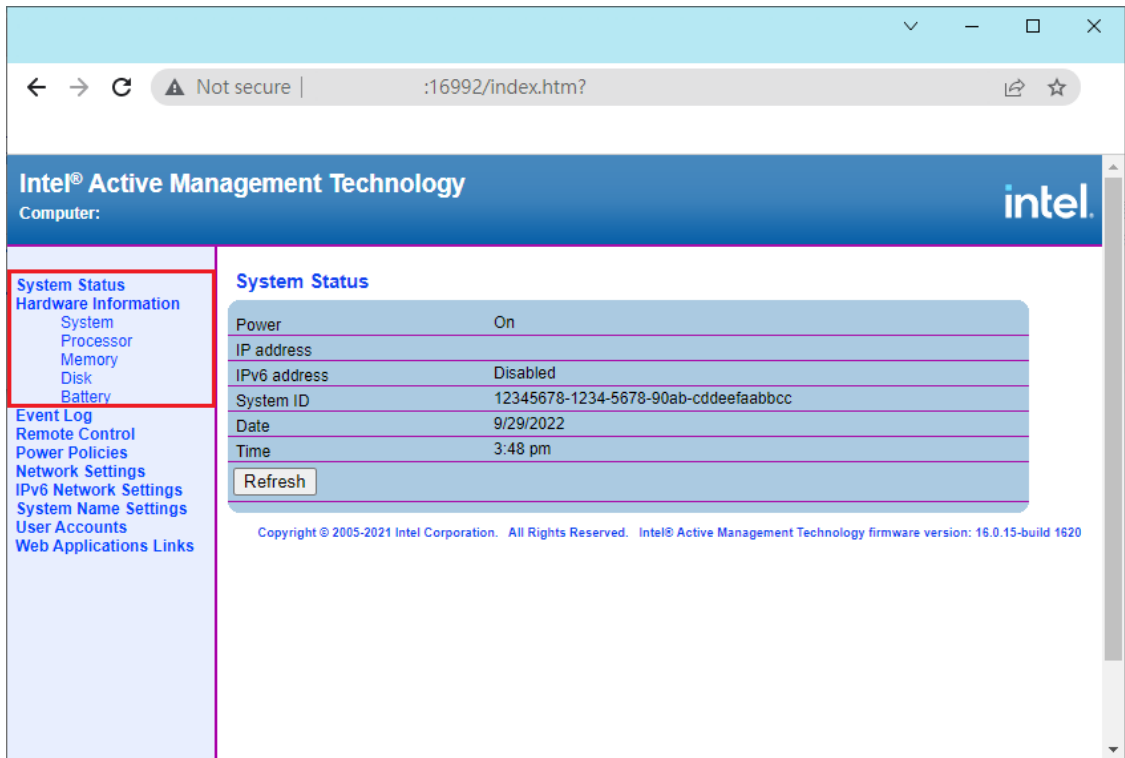 Not secure | :16992/index.htm?
Intel® Active Management Technology
Computer:
intel.
System Status
Hardware Information
System
Processor
Memory
Disk
Battery
Event Log
Remote Control
Power Policies
Network Settings
IPv6 Network Settings
System Name Settings
User Accounts
Web Applications Links
System Status
Power On
IP address
IPv6 address Disabled
System ID 12345678-1234-5678-90ab-cddeefaabbcc
Date 9/29/2022
Time 3:48 pm
Refresh
Copyright © 2005-2021 Intel Corporation. All Rights Reserved. Intel® Active Management Technology firmware version: 16.0.15-build 1620